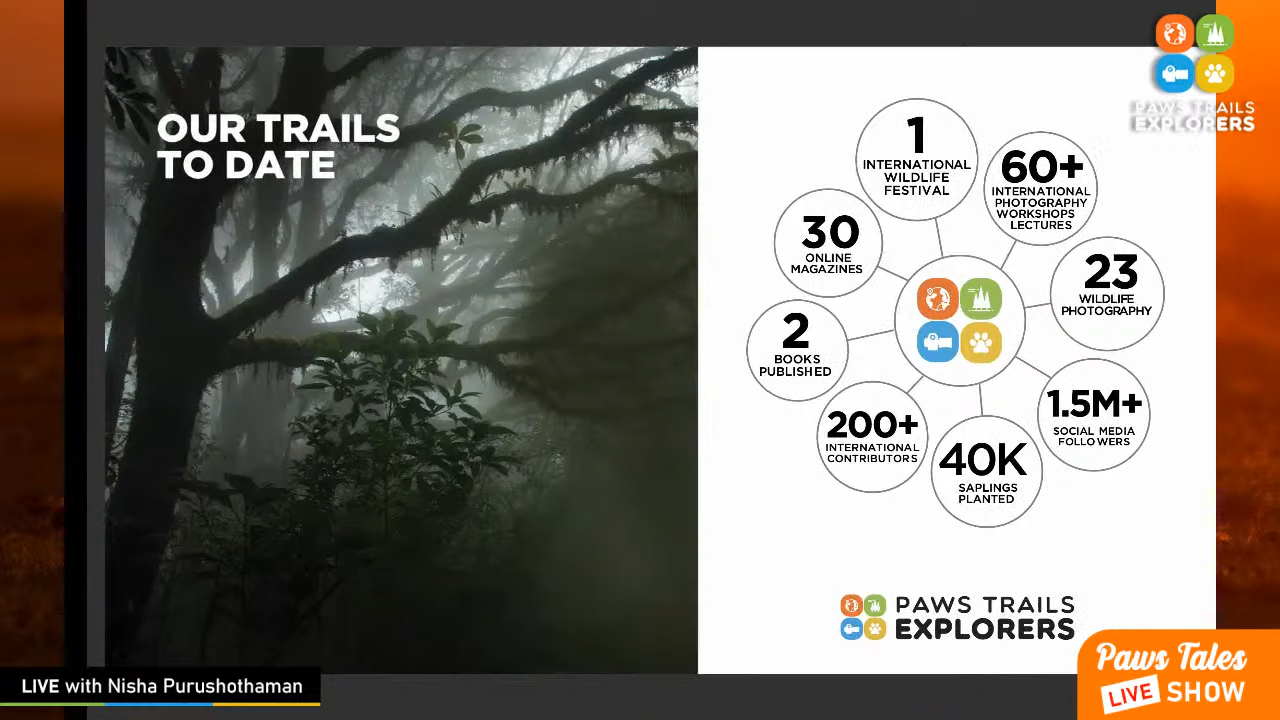 OUR TRAILS
TO DATE
1
INTERNATIONAL
WILDLIFE
FESTIVAL
60+
INTERNATIONAL
PHOTOGRAPHY
WORKSHOPS
LECTURES
23
WILDLIFE
PHOTOGRAPHY
1.5M+
SOCIAL MEDIA
FOLLOWERS
40K
SAPLINGS
PLANTED
200+
INTERNATIONAL
CONTRIBUTORS
2
BOOKS
PUBLISHED
30
ONLINE
MAGAZINES
PAWS TRAILS
EXPLORERS
PAWS TRAILS
EXPLORERS
LIVE with Nisha Purushothaman
Paws Tales
LIVE SHOW